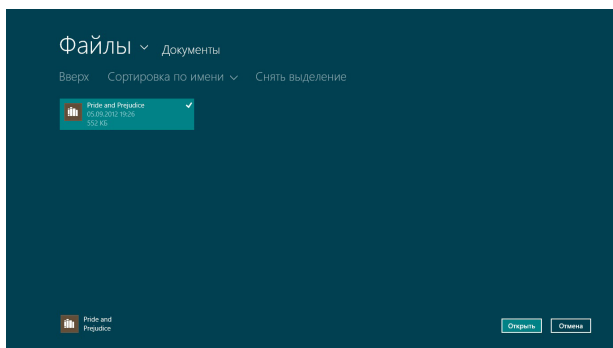 Файлы Документы
Вверх Сортировка по имени Снять выделение
Pride and Prejudice
05.09.2012 19:26
552 КБ
Pride and
Prejudice
Открыть Отмена